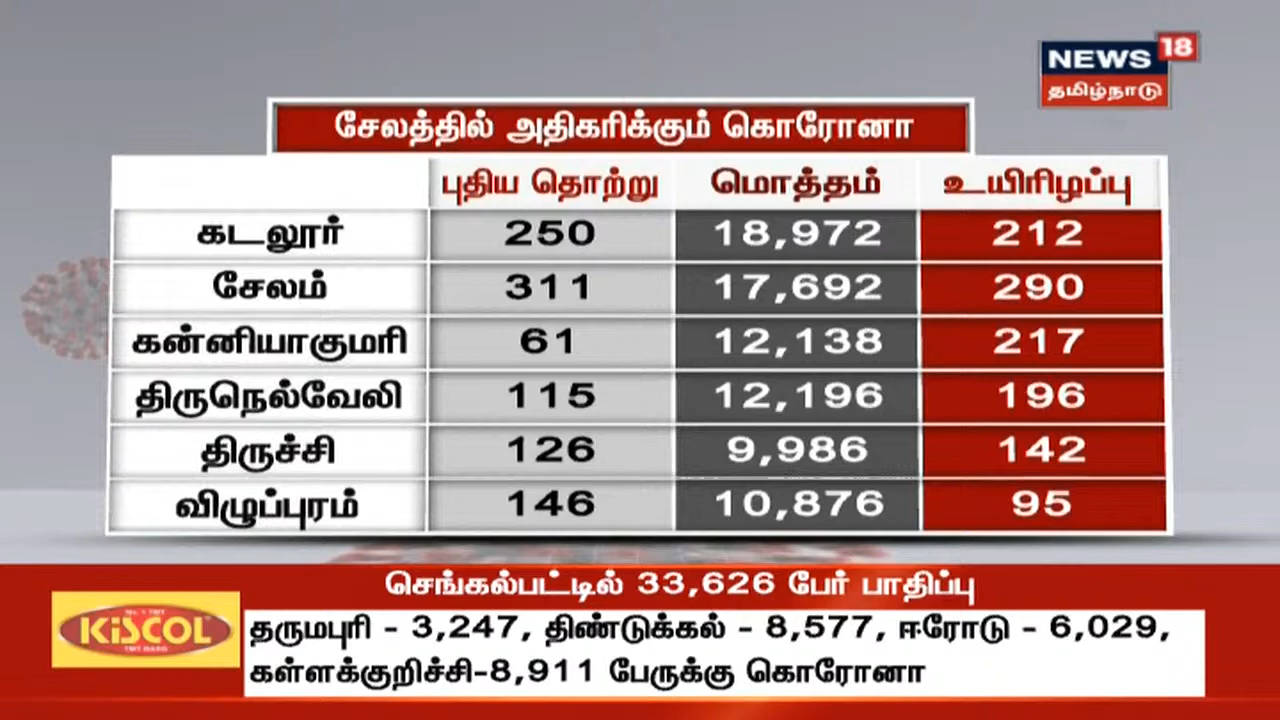 NEWS 18
தமிழ்நாடு
சேலத்தில் அதிகரிக்கும் கொரோனா
புதிய தொற்று மொத்தம் உயிரிழப்பு
கடலூர் 250 18,972 212
சேலம் 311 17,692 290
கன்னியாகுமரி 61 12,138 217
திருநெல்வேலி 115 12,196 196
திருச்சி 126 9,986 142
விழுப்புரம் 146 10,876 95
செங்கல்பட்டில் 33,626 பேர் பாதிப்பு
KiSCOL
தருமபுரி - 3,247, திண்டுக்கல் - 8,577, ஈரோடு - 6,029,
கள்ளக்குறிச்சி-8,911 பேருக்கு கொரோனா